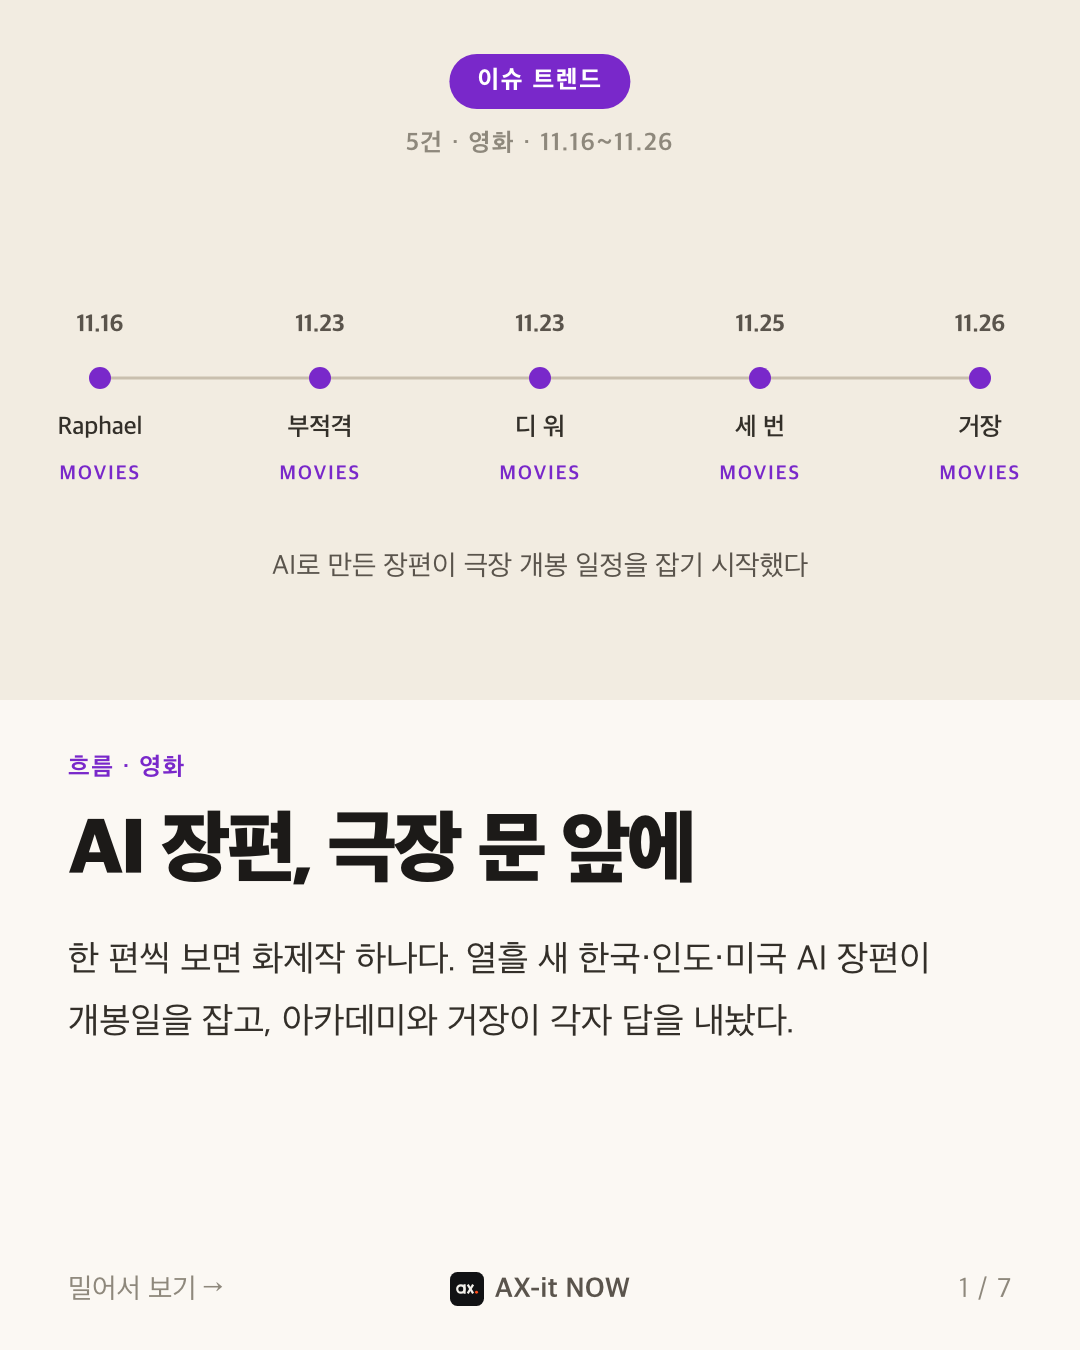 이슈 트렌드
5건 · 영화 · 11.16~11.26
11.16 11.23 11.23 11.25 11.26
Raphael 부적격 디 워 세 번 거장
MOVIES MOVIES MOVIES MOVIES MOVIES
AI로 만든 장편이 극장 개봉 일정을 잡기 시작했다
흐름 · 영화
AI 장편, 극장 문 앞에
한 편씩 보면 화제작 하나다. 열흘 새 한국·인도·미국 AI 장편이
개봉일을 잡고, 아카데미와 거장이 각자 답을 내놨다.
밀어서 보기 → ax. AX-it NOW 1 / 7